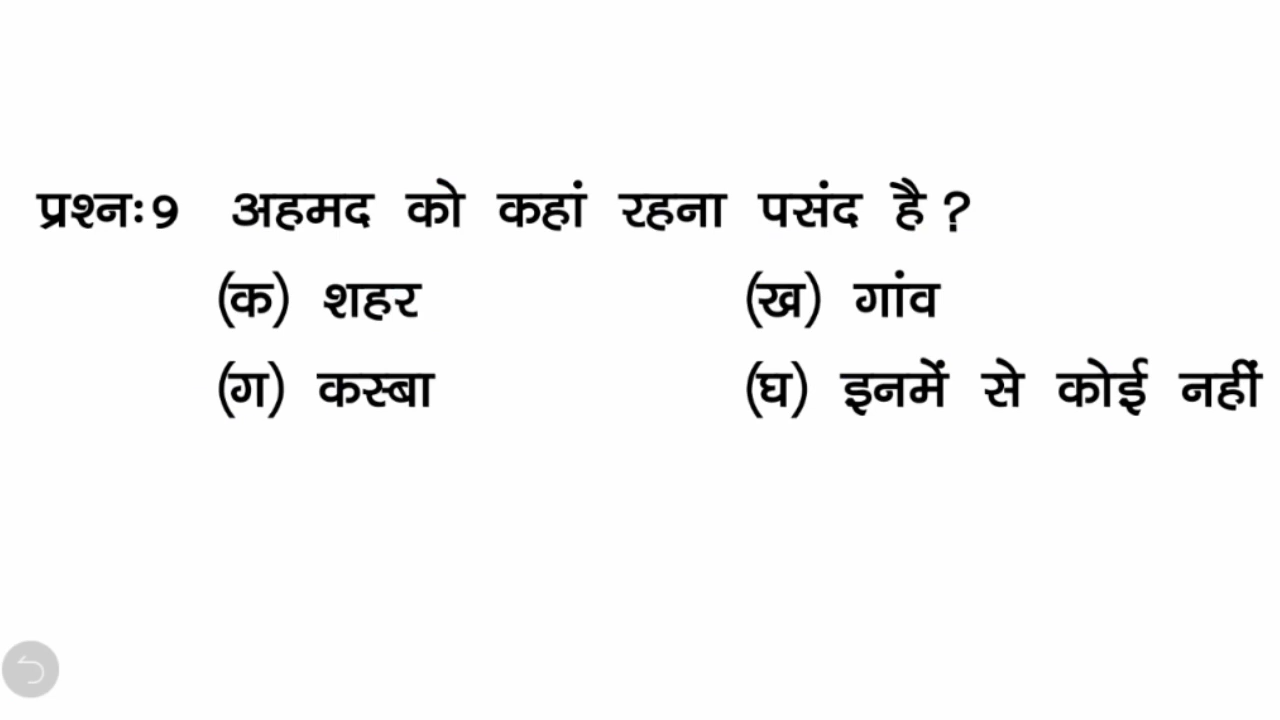 प्रश्नः9 अहमद को कहां रहना पसंद है ?
(क) शहर (ख) गांव
(ग) कस्बा (घ) इनमें से कोई नहीं